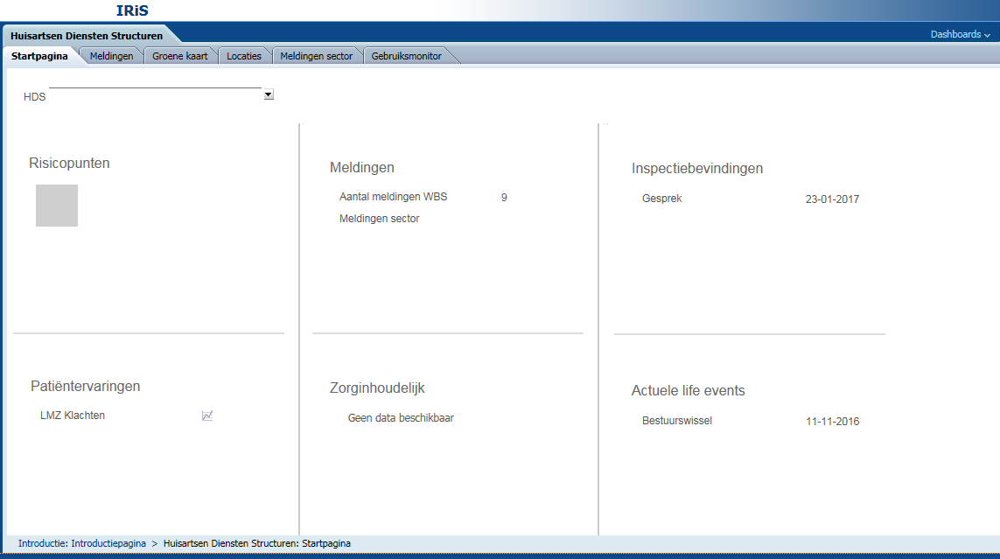 IRiS
Huisartsen Diensten Structuren
Dashboards
Startpagina
Meldingen
Groene kaart
Locaties
Meldingen sector
Gebruiksmonitor
HDS
Risicopunten
Meldingen
Aantal meldingen WBS 9
Meldingen sector
Inspectiebevindingen
Gesprek 23-01-2017
Patiëntervaringen
LMZ Klachten
Zorginhoudelijk
Geen data beschikbaar
Actuele life events
Bestuurswissel 11-11-2016
Introductie: Introductiepagina > Huisartsen Diensten Structuren: Startpagina